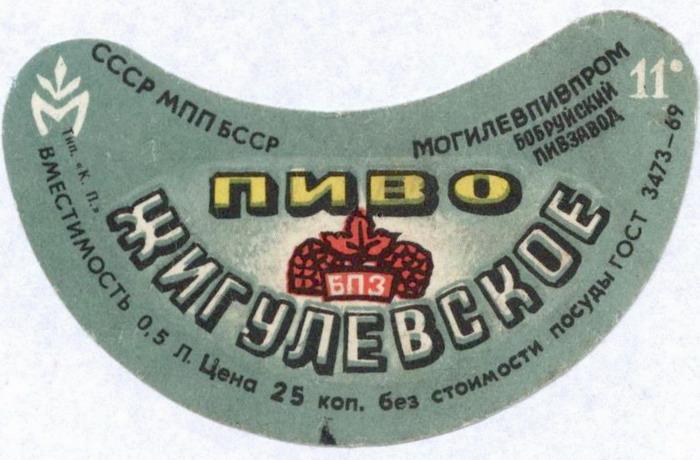 СССР МПП БССР
МОГИЛЕВПИВПРОМ
БОБРУЙСКИЙ
ПИВЗАВОД
11°
М
ТИП. «К. П.»
ПИВО
БПЗ
ЖИГУЛЕВСКОЕ
ВМЕСТИМОСТЬ 0,5 Л. Цена 25 коп. без стоимости посуды ГОСТ 3473-69